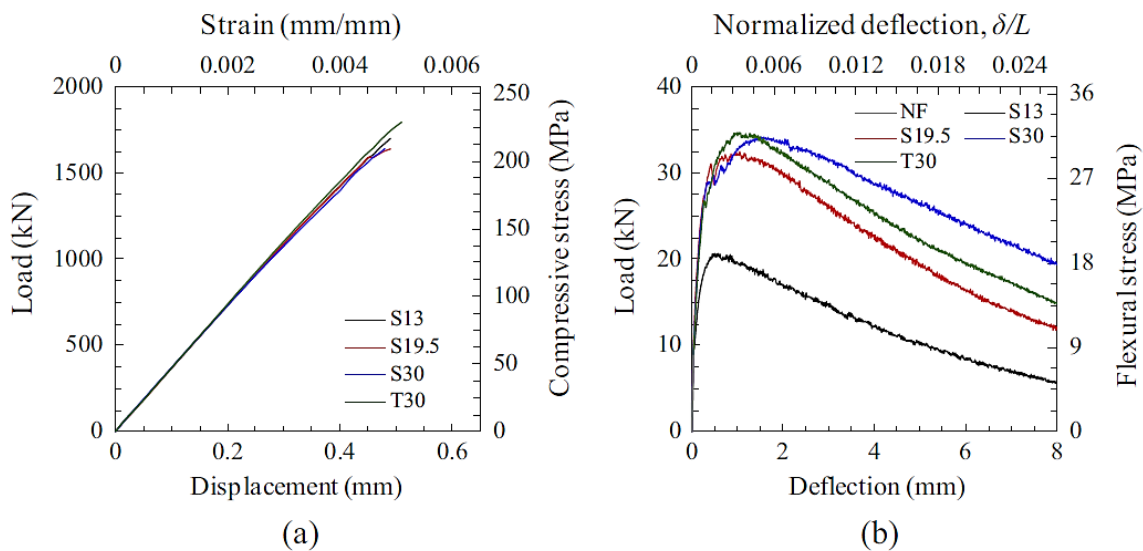 Strain (mm/mm)
0 0.002 0.004 0.006
2000 250
1500 200
1000 150
500 100
0 50
0
Load (kN)
Compressive stress (MPa)
S13
S19.5
S30
T30
0 0.2 0.4 0.6
Displacement (mm)
(a)
Normalized deflection, δ/L
0 0.006 0.012 0.018 0.024
40 36
30 27
20 18
10 9
0 0
Load (kN)
Flexural stress (MPa)
NF S13
S19.5 S30
T30
0 2 4 6 8
Deflection (mm)
(b)